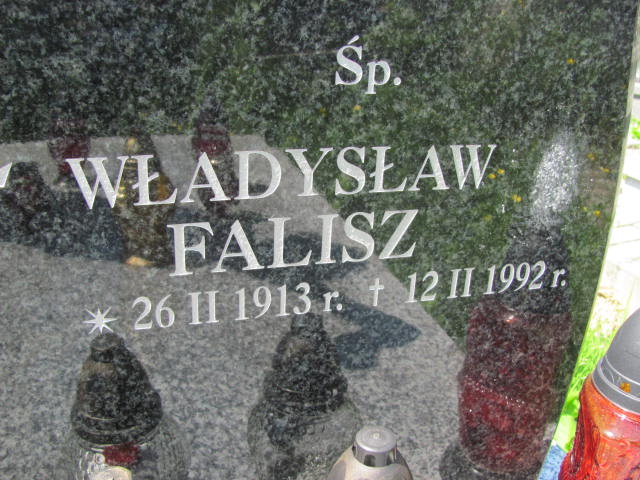 Śp.
WŁADYSŁAW
FALISZ
* 26 II 1913 r. † 12 II 1992 r.